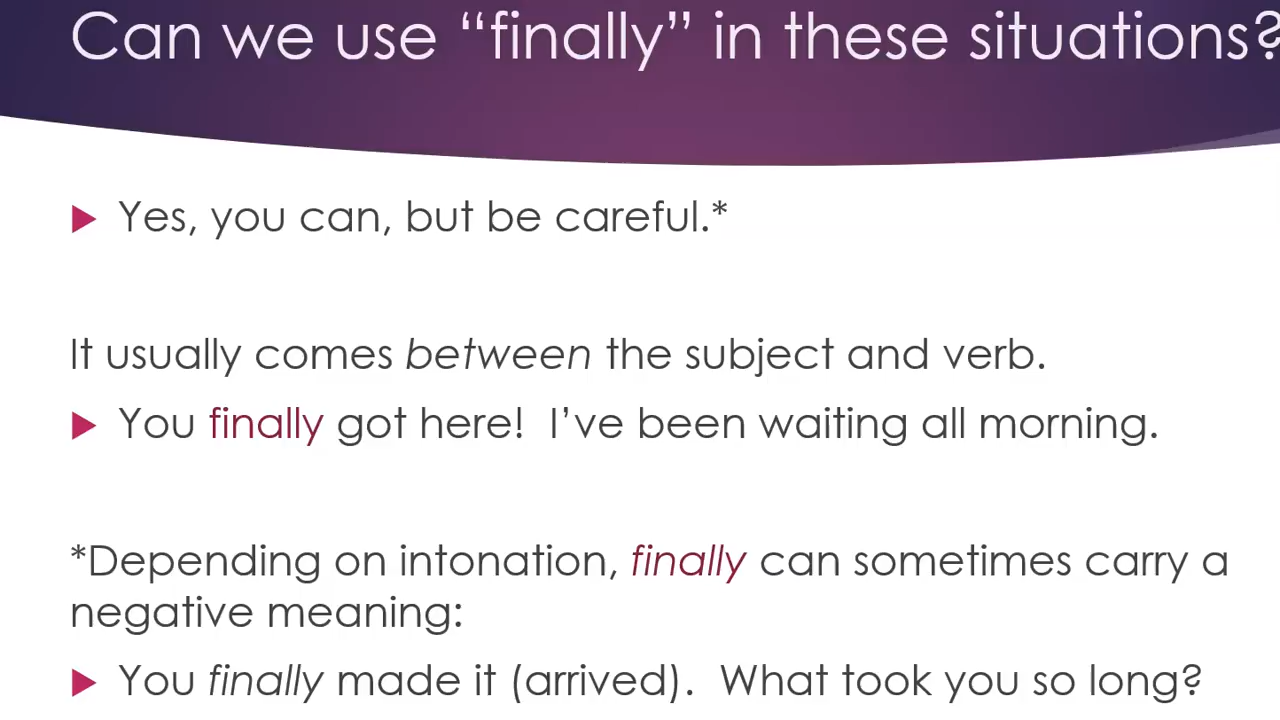 Can we use “finally” in these situations?
Yes, you can, but be careful.*
It usually comes between the subject and verb.
You finally got here!  I’ve been waiting all morning.
*Depending on intonation, finally can sometimes carry a
negative meaning:
You finally made it (arrived).  What took you so long?